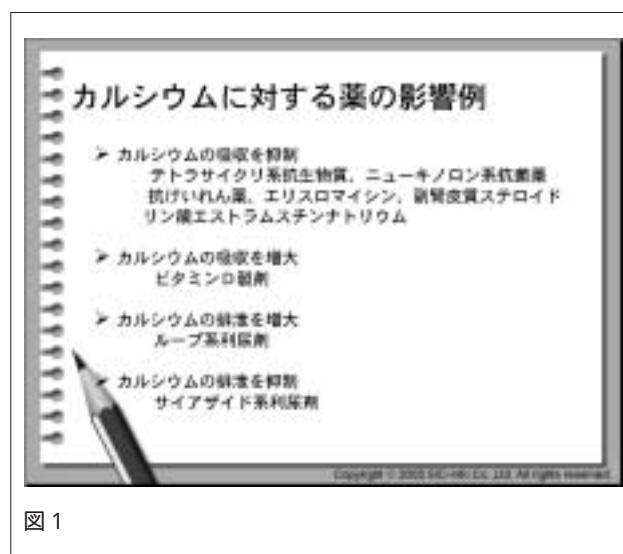 カルシウムに対する薬の影響例
➤ カルシウムの吸収を抑制
テトラサイクリ系抗生物質，ニューキノロン系抗菌薬
抗けいれん薬，エリスロマイシン，副腎皮質ステロイド
リン酸エストラムスチンナトリウム
➤ カルシウムの吸収を増大
ビタミンD製剤
➤ カルシウムの排泄を増大
ループ系利尿剤
➤ カルシウムの排泄を抑制
サイアザイド系利尿剤
Copyright © 2002 Co., Ltd. All rights reserved
図 1